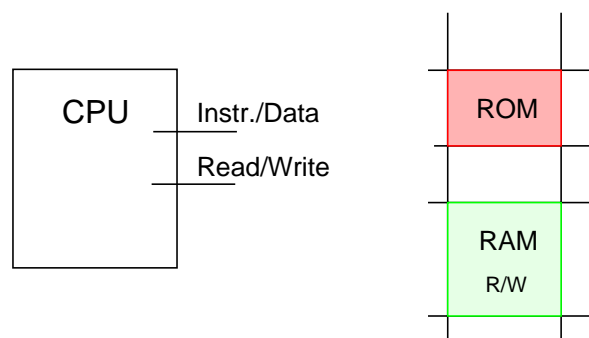 CPU
Instr./Data
Read/Write
ROM
RAM
R/W